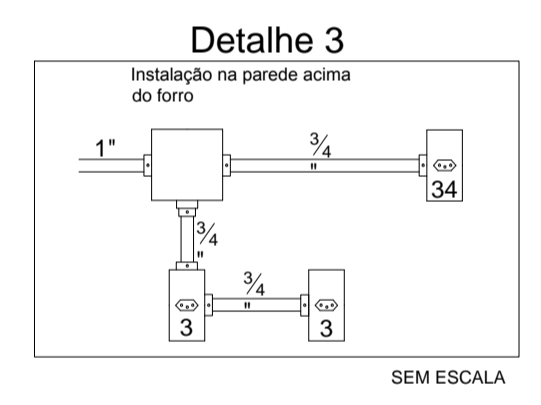 Detalhe 3
Instalação na parede acima
do forro
1"
3/4
"
34
3/4
"
3/4
"
3
3
SEM ESCALA